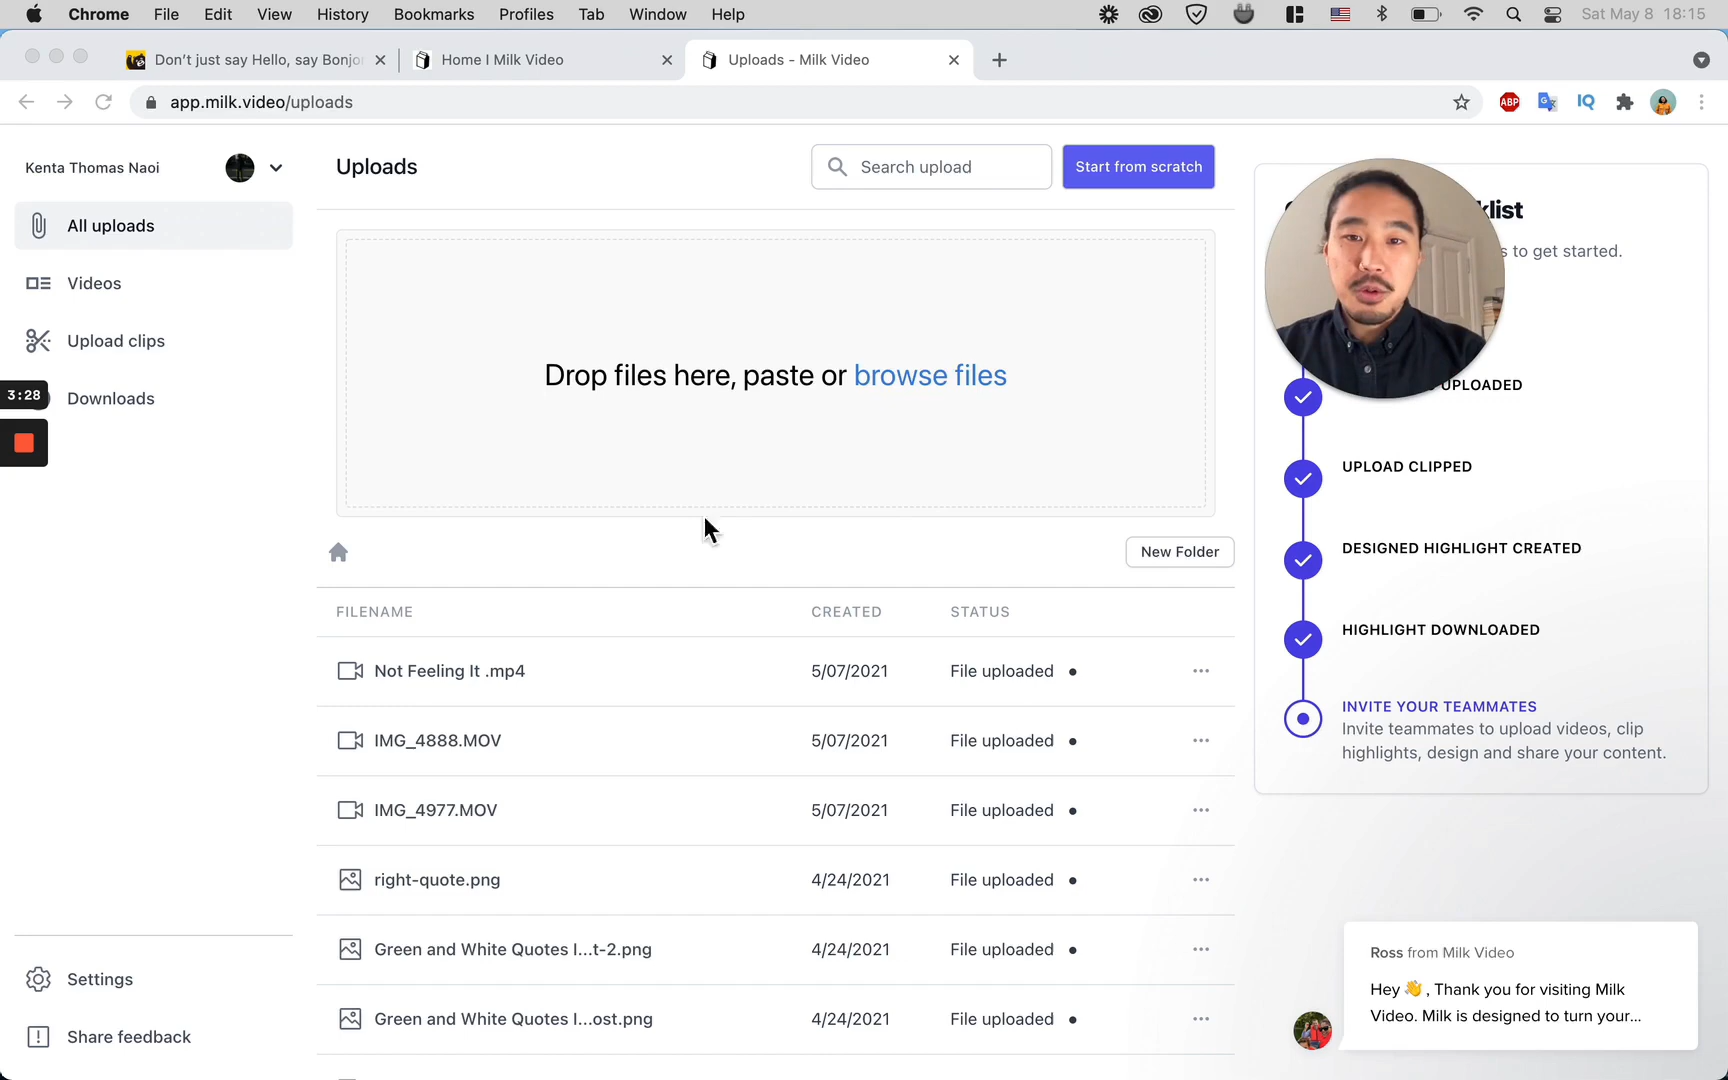 Chrome File Edit View History Bookmarks Profiles Tab Window Help Sat May 8 18:15
Don't just say Hello, say Bonjo
Home I Milk Video
Uploads - Milk Video
app.milk.video/uploads
ABP
IQ
Kenta Thomas Naoi
All uploads
Videos
Upload clips
3:28
Downloads
Settings
Share feedback
Uploads
Search upload
Start from scratch
Drop files here, paste or browse files
New Folder
FILENAME CREATED STATUS
Not Feeling It .mp4 5/07/2021 File uploaded
IMG_4888.MOV 5/07/2021 File uploaded
IMG_4977.MOV 5/07/2021 File uploaded
right-quote.png 4/24/2021 File uploaded
Green and White Quotes I...t-2.png 4/24/2021 File uploaded
Green and White Quotes I...ost.png 4/24/2021 File uploaded
klist
s to get started.
UPLOADED
UPLOAD CLIPPED
DESIGNED HIGHLIGHT CREATED
HIGHLIGHT DOWNLOADED
INVITE YOUR TEAMMATES
Invite teammates to upload videos, clip
highlights, design and share your content.
Ross from Milk Video
Hey 👋 , Thank you for visiting Milk
Video. Milk is designed to turn your...